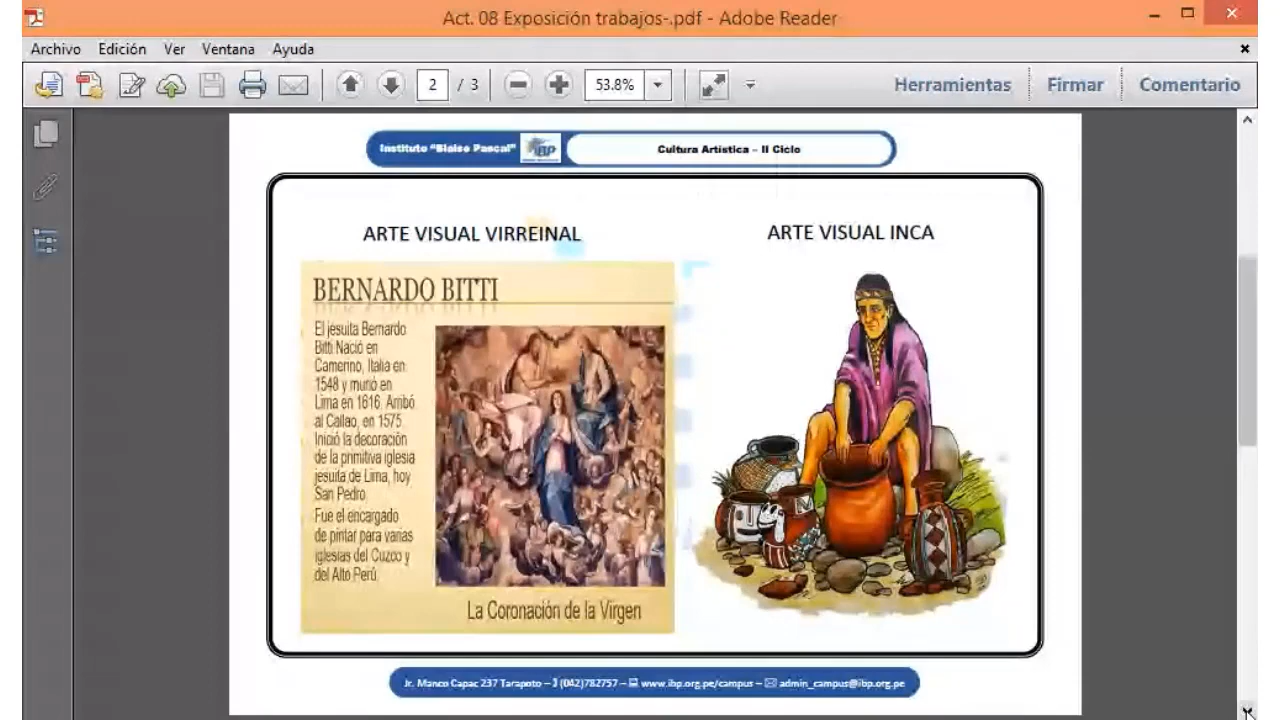 Act. 08 Exposición trabajos-.pdf - Adobe Reader
Archivo Edición Ver Ventana Ayuda
2 / 3 53.8% Herramientas Firmar Comentario
Instituto "Blaise Pascal" IBP Cultura Artística – II Ciclo
ARTE VISUAL VIRREINAL
ARTE VISUAL INCA
BERNARDO BITTI
El jesuita Bernardo
Bitti Nació en
Camerino, Italia en
1548 y murió en
Lima en 1616. Arribó
al Callao, en 1575.
Inició la decoración
de la primitiva iglesia
jesuita de Lima, hoy
San Pedro.
Fue el encargado
de pintar para varias
iglesias del Cuzco y
del Alto Perú.
La Coronación de la Virgen
Jr. Manco Capac 237 Tarapoto – (042)782757 – www.ibp.org.pe/campus – admin_campus@ibp.org.pe